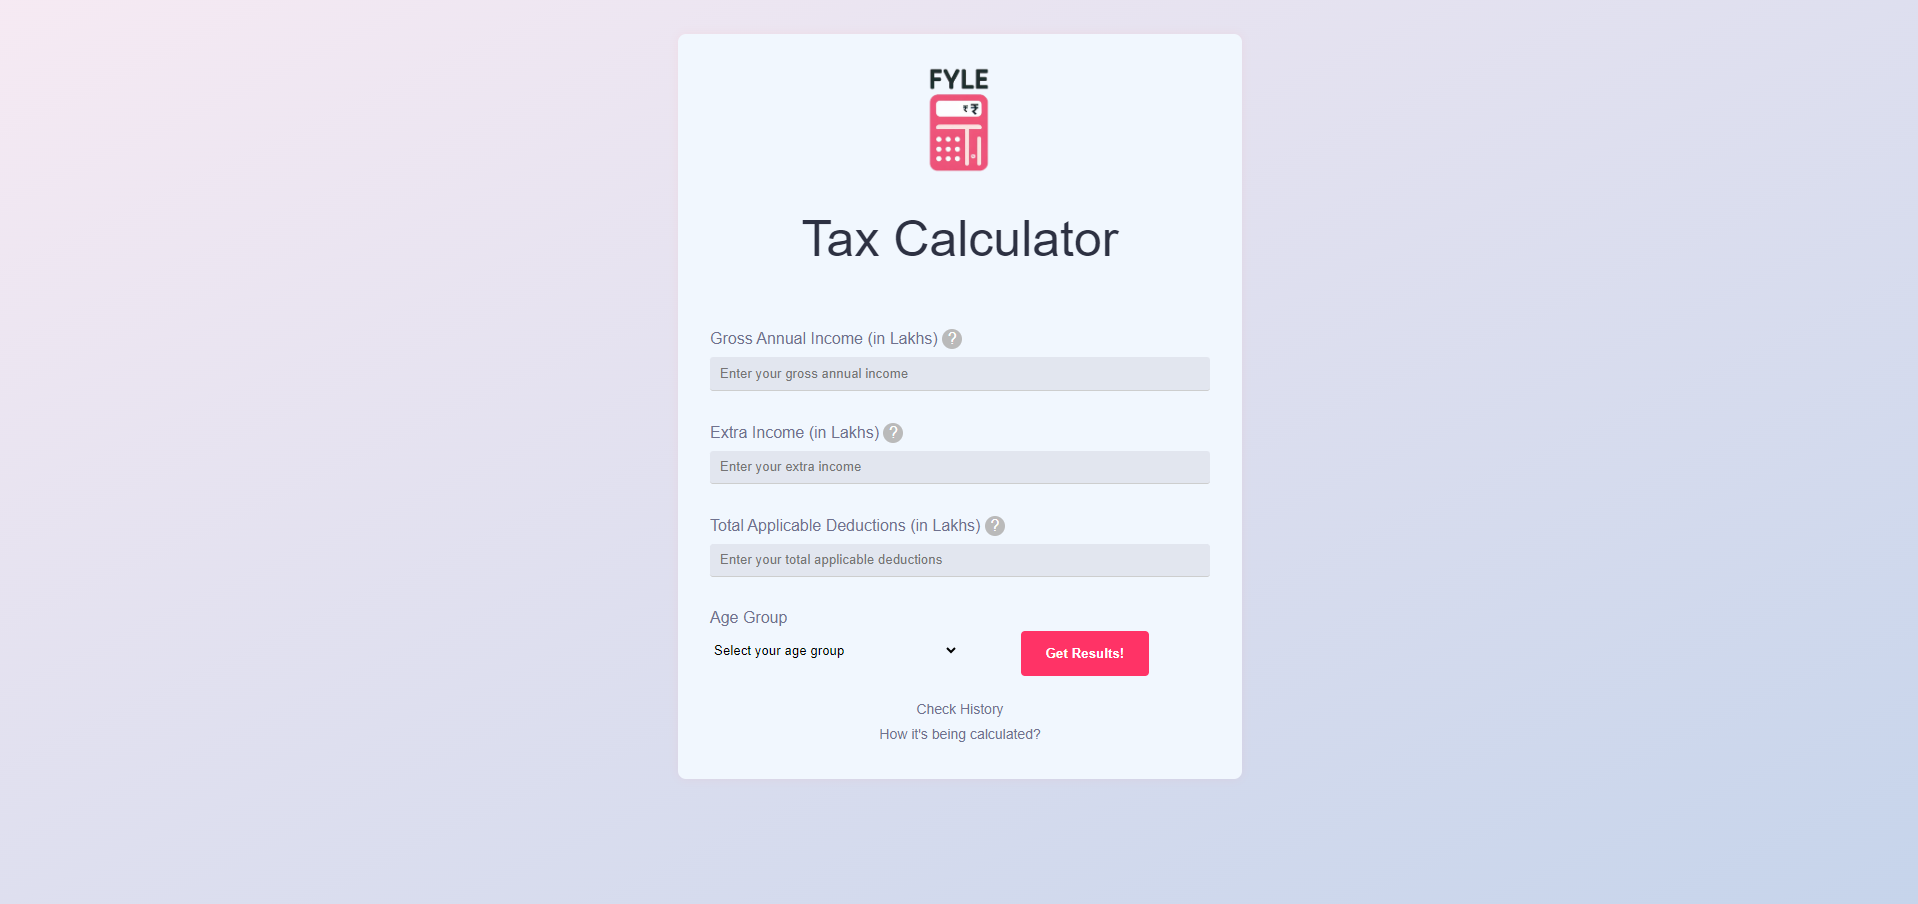 FYLE
₹ ₹
Tax Calculator
Gross Annual Income (in Lakhs) ?
Enter your gross annual income
Extra Income (in Lakhs) ?
Enter your extra income
Total Applicable Deductions (in Lakhs) ?
Enter your total applicable deductions
Age Group
Select your age group
Get Results!
Check History
How it's being calculated?